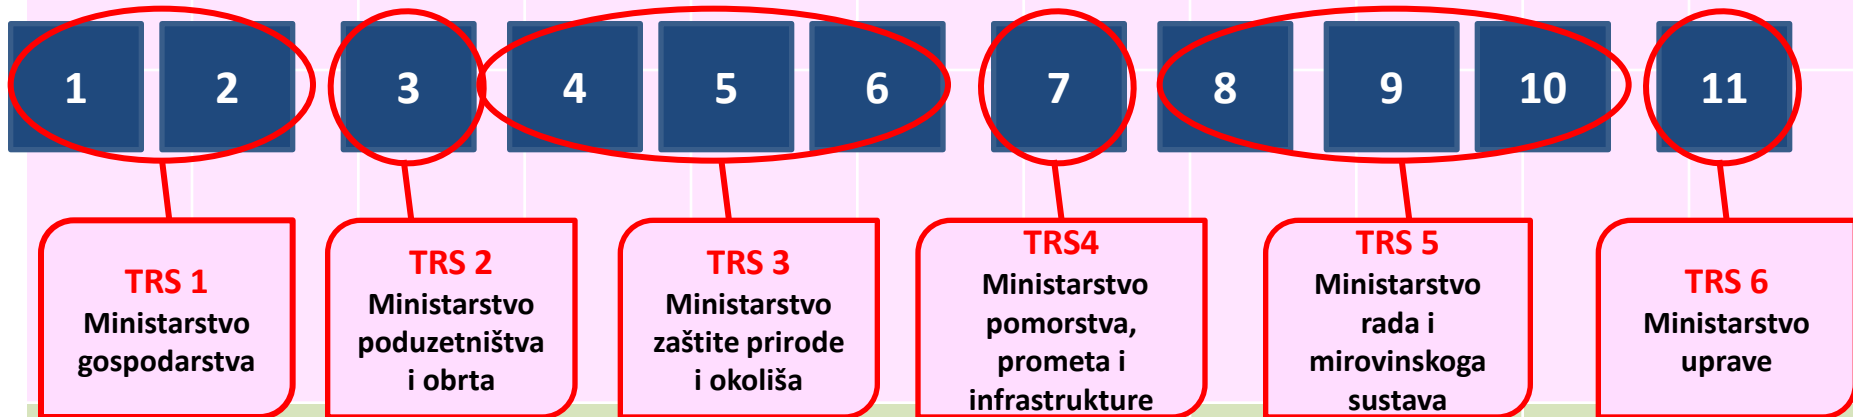 1 2 3 4 5 6 7 8 9 10 11
TRS 1
Ministarstvo
gospodarstva
TRS 2
Ministarstvo
poduzetništva
i obrta
TRS 3
Ministarstvo
zaštite prirode
i okoliša
TRS4
Ministarstvo
pomorstva,
prometa i
infrastrukture
TRS 5
Ministarstvo
rada i
mirovinskoga
sustava
TRS 6
Ministarstvo
uprave